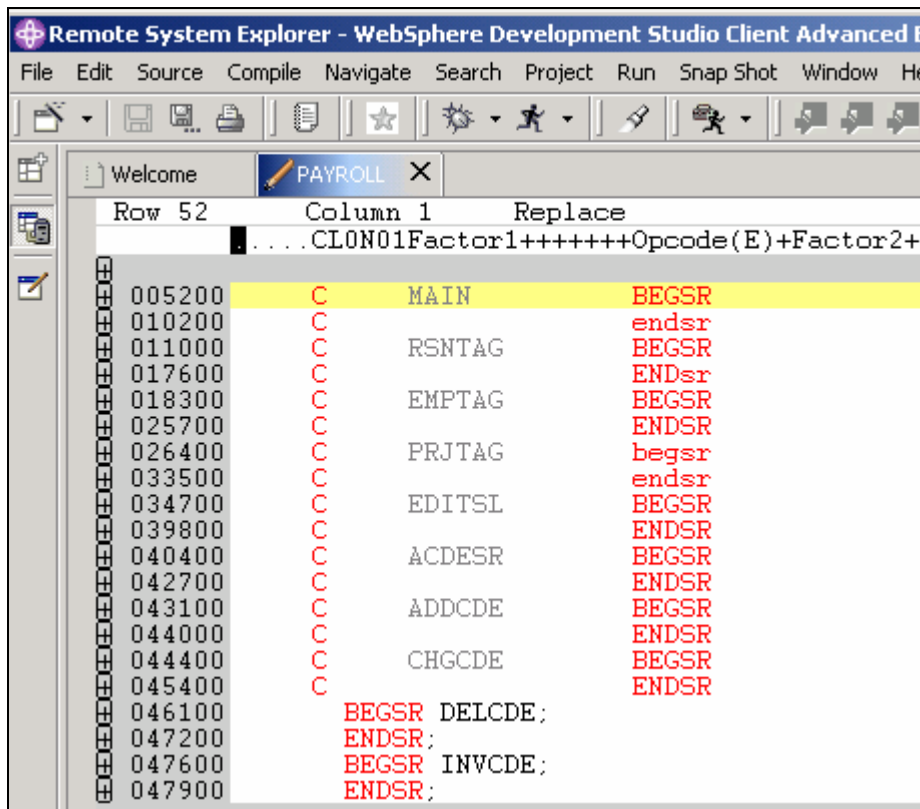 Remote System Explorer - WebSphere Development Studio Client Advanced
File Edit Source Compile Navigate Search Project Run Snap Shot Window
Welcome PAYROLL
Row 52 Column 1 Replace
.....CL0N01Factor1+++++++Opcode(E)+Factor2+
005200 C MAIN BEGSR
010200 C endsr
011000 C RSNTAG BEGSR
017600 C ENDsr
018300 C EMPTAG BEGSR
025700 C ENDSR
026400 C PRJTAG begsr
033500 C endsr
034700 C EDITSL BEGSR
039800 C ENDSR
040400 C ACDESR BEGSR
042700 C ENDSR
043100 C ADDCDE BEGSR
044000 C ENDSR
044400 C CHGCDE BEGSR
045400 C ENDSR
046100 BEGSR DELCDE;
047200 ENDSR;
047600 BEGSR INVCDE;
047900 ENDSR;